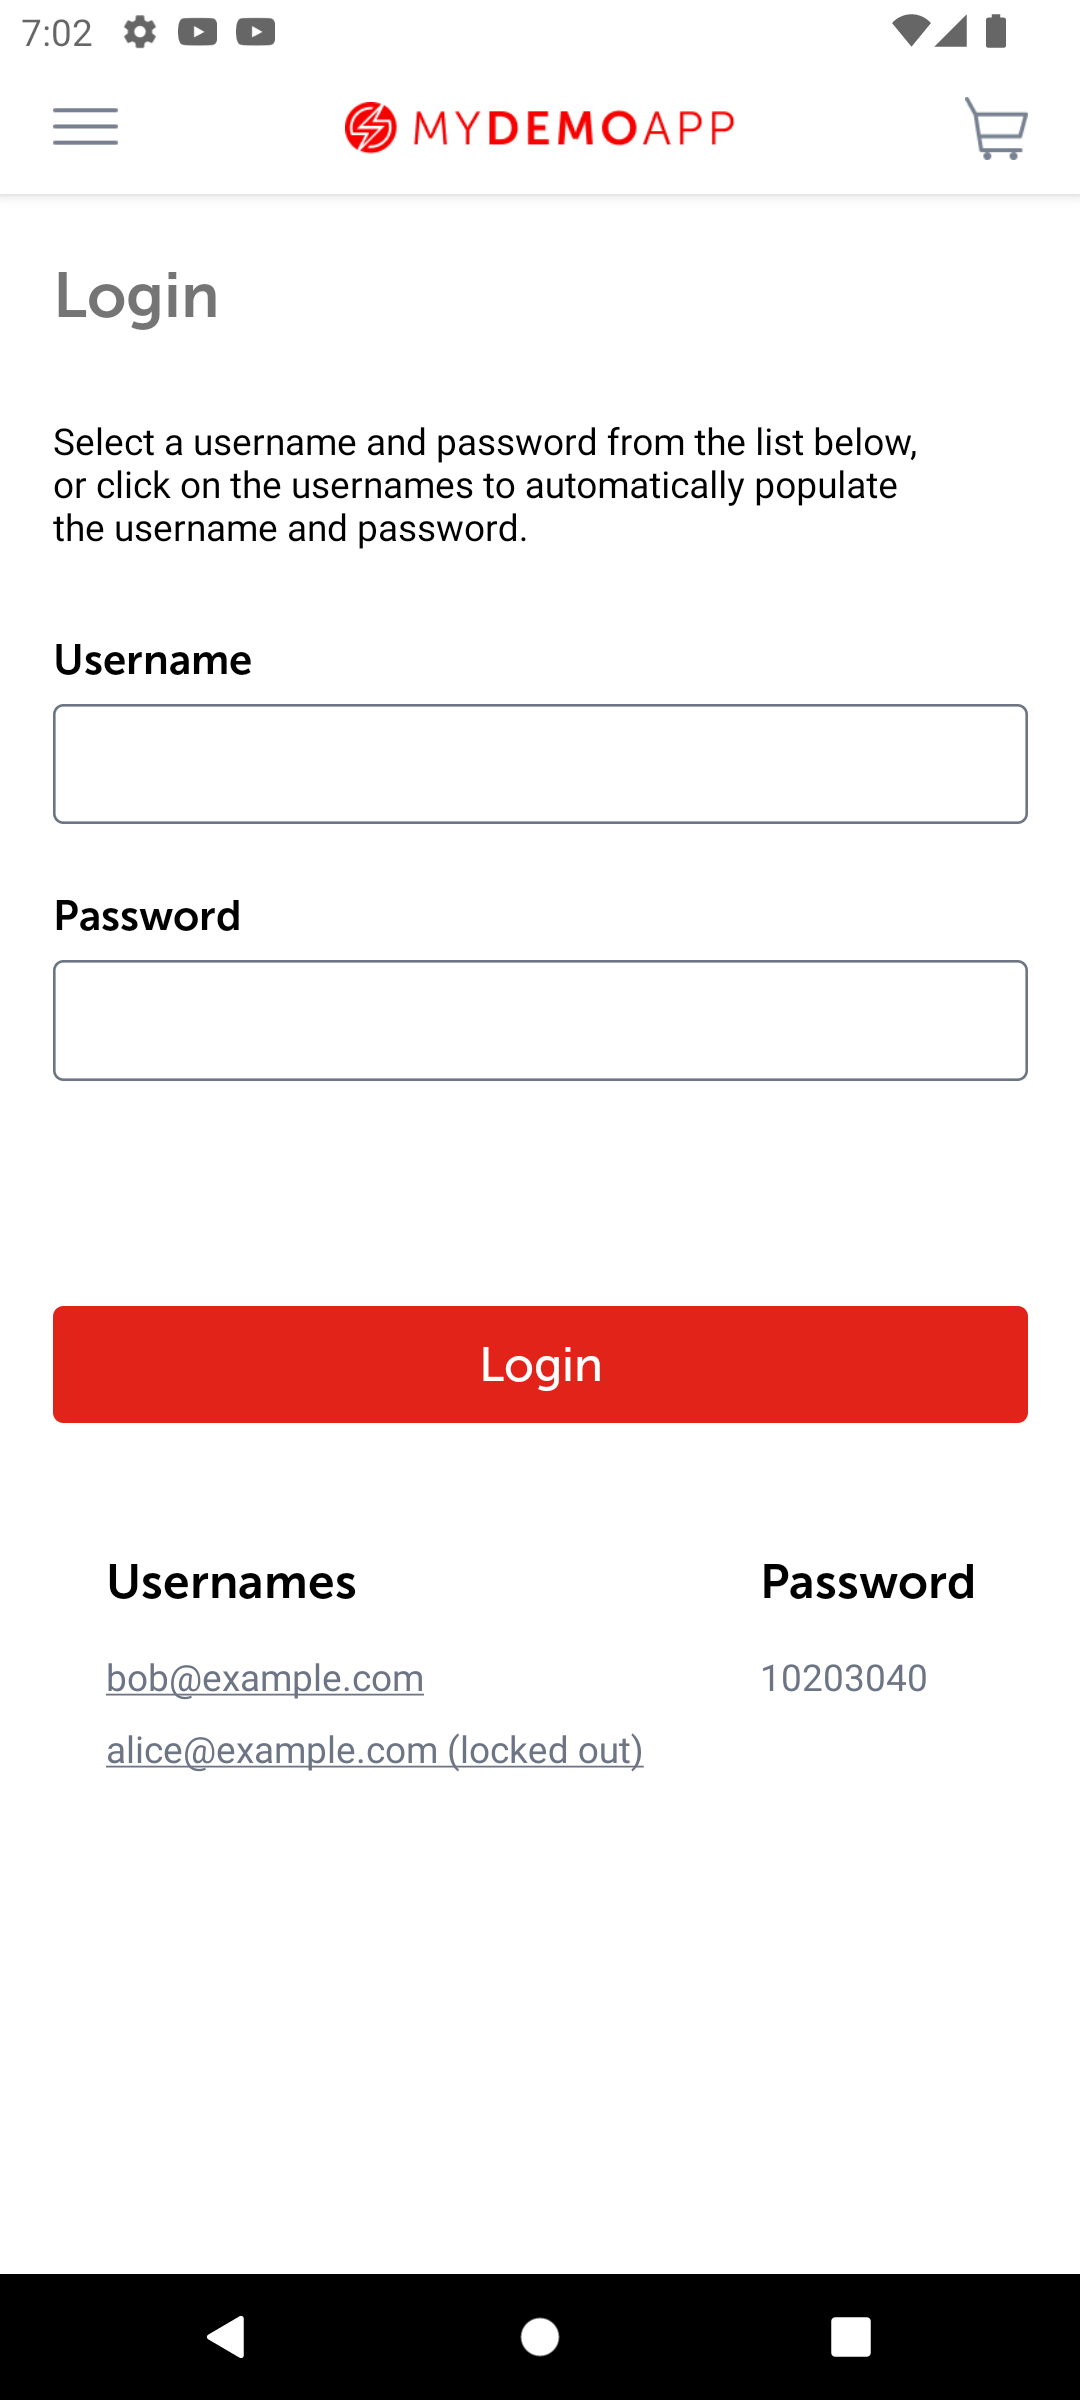 7:02
MYDEMOAPP
Login
Select a username and password from the list below,
or click on the usernames to automatically populate
the username and password.
Username
Password
Login
Usernames Password
bob@example.com 10203040
alice@example.com (locked out)